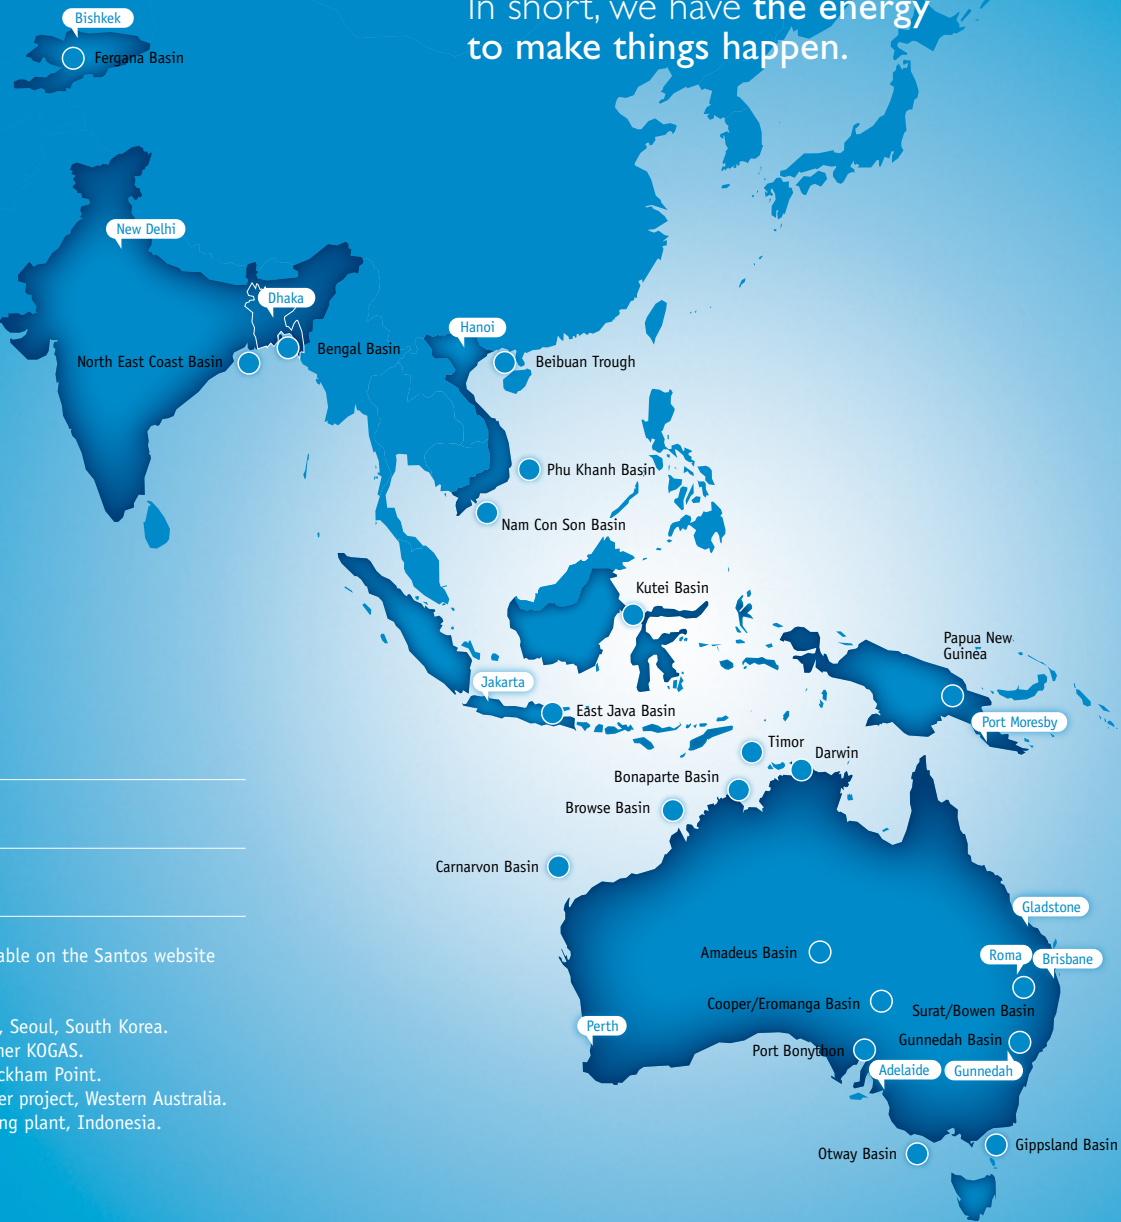 In short, we have the energy
to make things happen.
Bishkek
Fergana Basin
New Delhi
Dhaka
Hanoi
Bengal Basin
North East Coast Basin
Beibuan Trough
Phu Khanh Basin
Nam Con Son Basin
Kutei Basin
Papua New
Guinea
Jakarta
East Java Basin
Port Moresby
Timor
Darwin
Bonaparte Basin
Browse Basin
Carnarvon Basin
Gladstone
Amadeus Basin
Roma
Brisbane
Cooper/Eromanga Basin
Surat/Bowen Basin
Perth
Port Bonython
Gunnedah Basin
Adelaide
Gunnedah
Otway Basin
Gippsland Basin
able on the Santos website
, Seoul, South Korea.
ner KOGAS.
ckham Point.
er project, Western Australia.
ng plant, Indonesia.